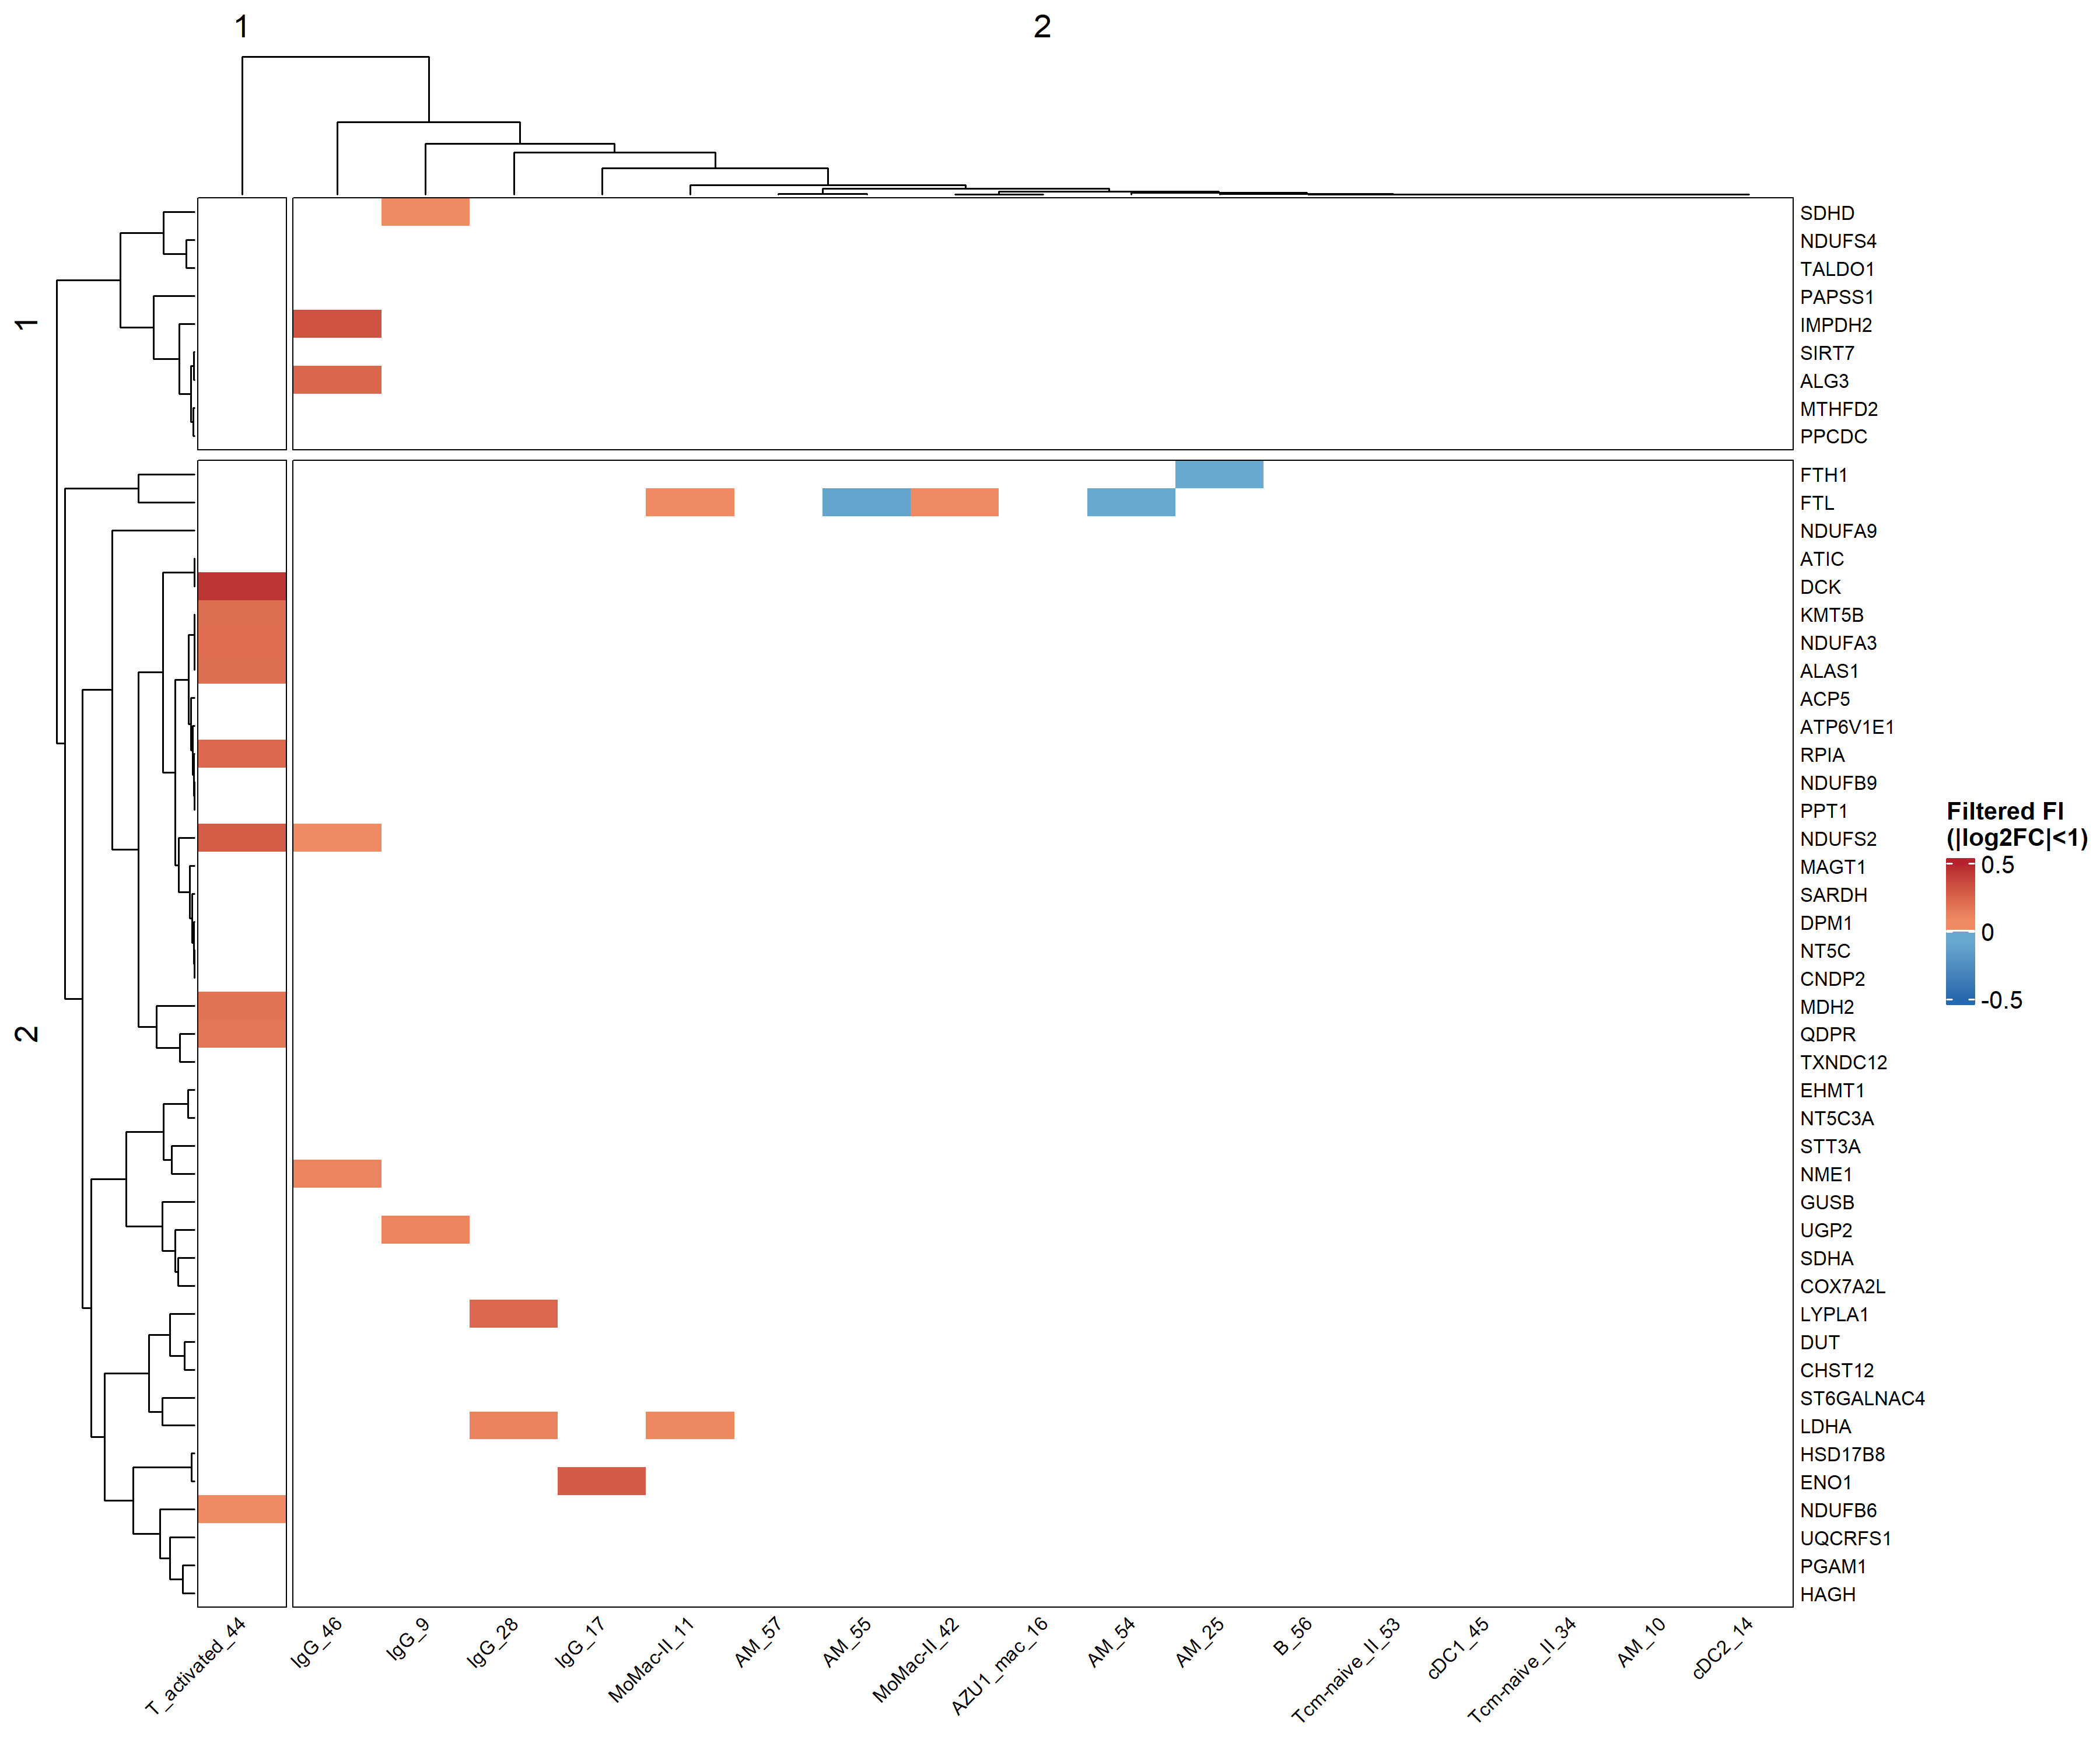 1
2
1
2
SDHD
NDUFS4
TALDO1
PAPSS1
IMPDH2
SIRT7
ALG3
MTHFD2
PPCDC
FTH1
FTL
NDUFA9
ATIC
DCK
KMT5B
NDUFA3
ALAS1
ACP5
ATP6V1E1
RPIA
NDUFB9
PPT1
NDUFS2
MAGT1
SARDH
DPM1
NT5C
CNDP2
MDH2
QDPR
TXNDC12
EHMT1
NT5C3A
STT3A
NME1
GUSB
UGP2
SDHA
COX7A2L
LYPLA1
DUT
CHST12
ST6GALNAC4
LDHA
HSD17B8
ENO1
NDUFB6
UQCRFS1
PGAM1
HAGH
Filtered FI
(|log2FC|<1)
0.5
0
-0.5
T_activated_44
IgG_46
IgG_9
IgG_28
IgG_17
MoMac-II_11
AM_57
AM_55
MoMac-II_42
AZU1_mac_16
AM_54
AM_25
B_56
Tcm-naive_II_53
cDC1_45
Tcm-naive_II_34
AM_10
cDC2_14